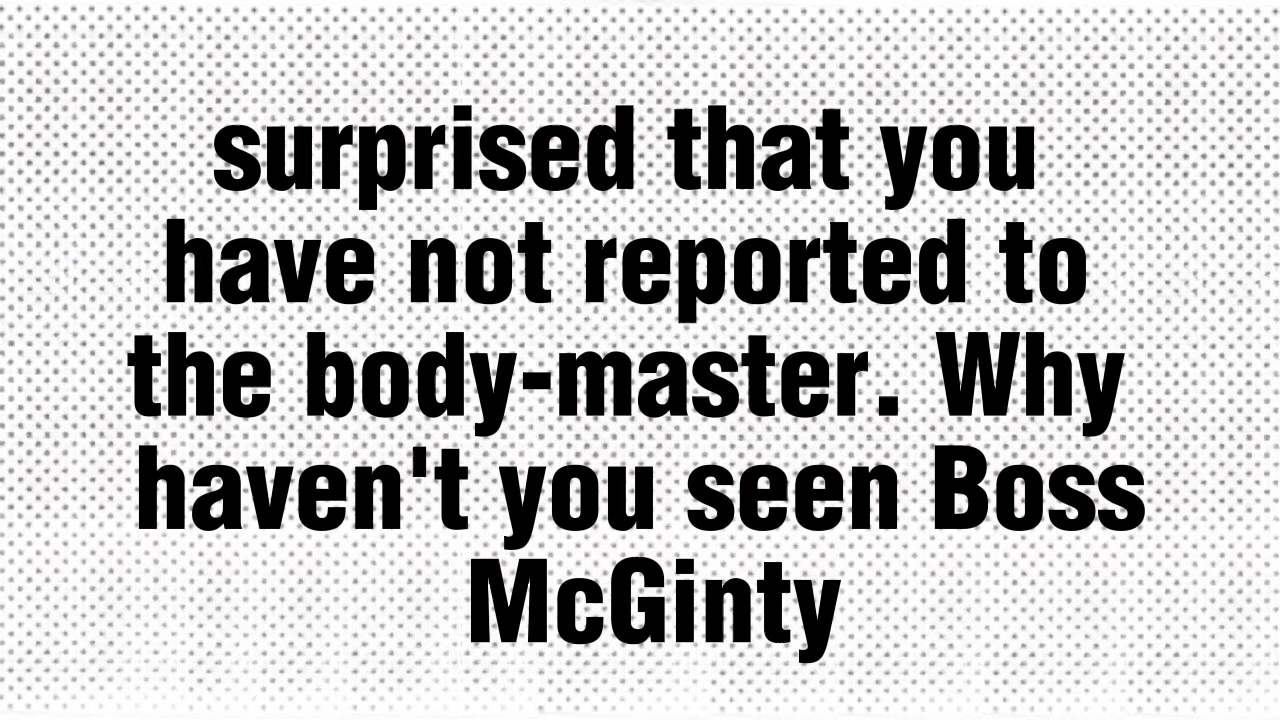 surprised that you
have not reported to
the body-master. Why
haven't you seen Boss
McGinty